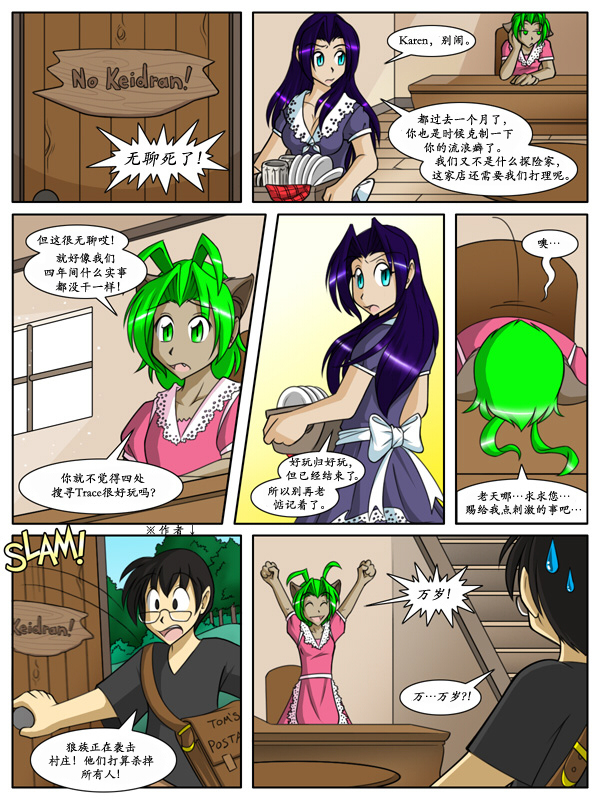 No Keidran!
无聊死了!
Karen，别闹。
都过去一个月了，
你也是时候克制一下
你的流浪癖了。
我们又不是什么探险家，
这家店还需要我们打理呢。
但这很无聊哎!
就好像我们
四年间什么实事
都没干一样!
你就不觉得四处
搜寻Trace很好玩吗?
好玩归好玩，
但已经结束了。
所以别再老
惦记着了。
噢…
老天哪…求求您…
赐给我点刺激的事吧…
※作者↓
SLAM!
Keidran!
TOM'S
POSTA
狼族正在袭击
村庄! 他们打算杀掉
所有人!
万岁!
万…万岁?!